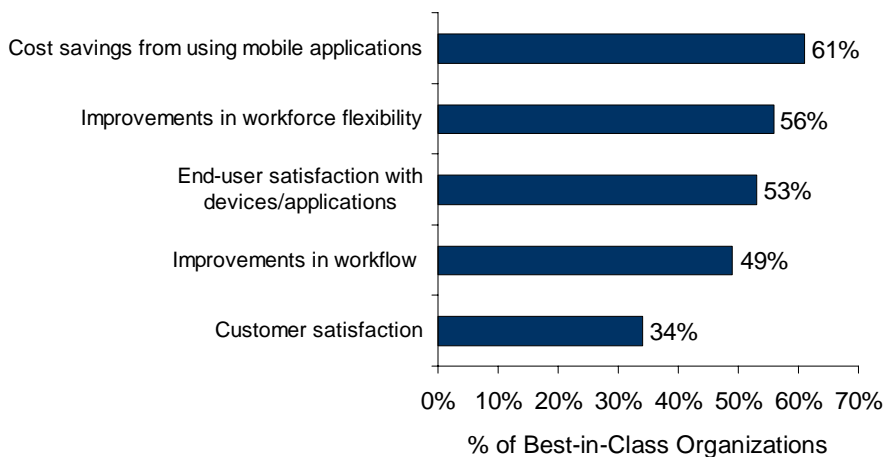 Cost savings from using mobile applications
61%
Improvements in workforce flexibility
56%
End-user satisfaction with
devices/applications
53%
Improvements in workflow
49%
Customer satisfaction
34%
0% 10% 20% 30% 40% 50% 60% 70%
% of Best-in-Class Organizations